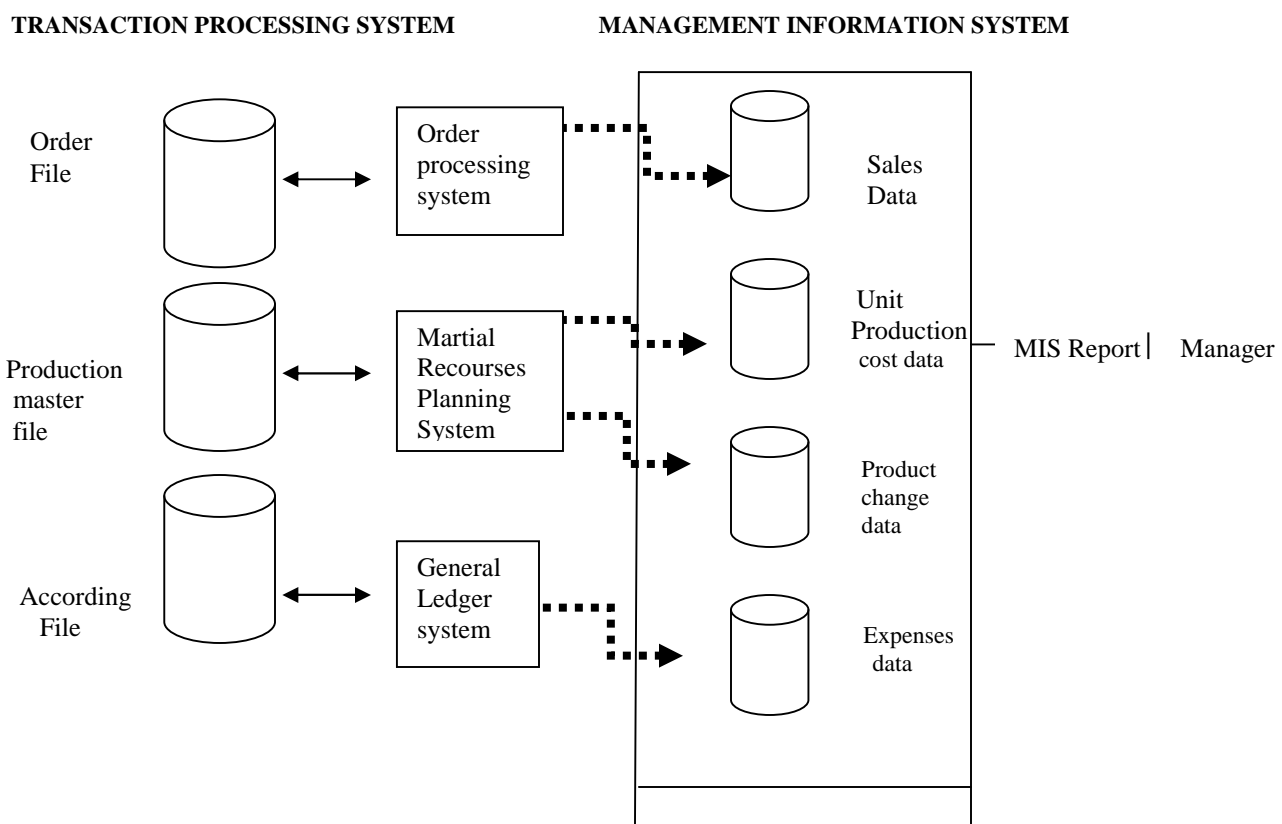 TRANSACTION PROCESSING SYSTEM
MANAGEMENT INFORMATION SYSTEM
Order
File
Order
processing
system
Sales
Data
Production
master
file
Martial
Recourses
Planning
System
Unit
Production
cost data
MIS Report
Manager
Product
change
data
According
File
General
Ledger
system
Expenses
data